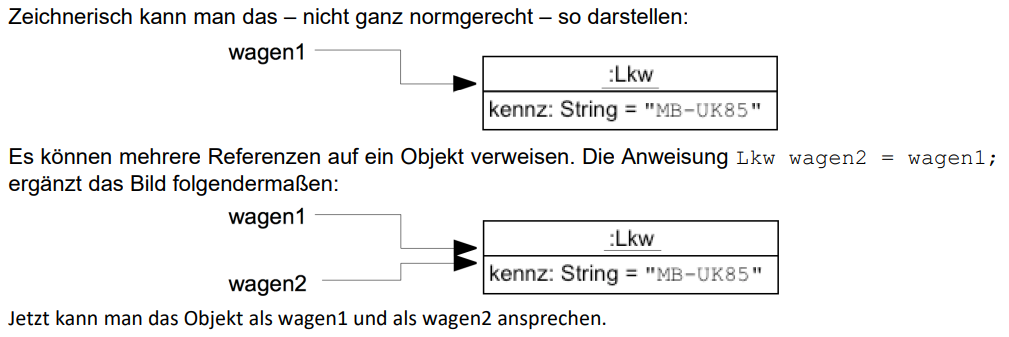 Zeichnerisch kann man das – nicht ganz normgerecht – so darstellen:
wagen1
:Lkw
kennz: String = "MB-UK85"
Es können mehrere Referenzen auf ein Objekt verweisen. Die Anweisung Lkw wagen2 = wagen1;
ergänzt das Bild folgendermaßen:
wagen1
:Lkw
kennz: String = "MB-UK85"
wagen2
Jetzt kann man das Objekt als wagen1 und als wagen2 ansprechen.